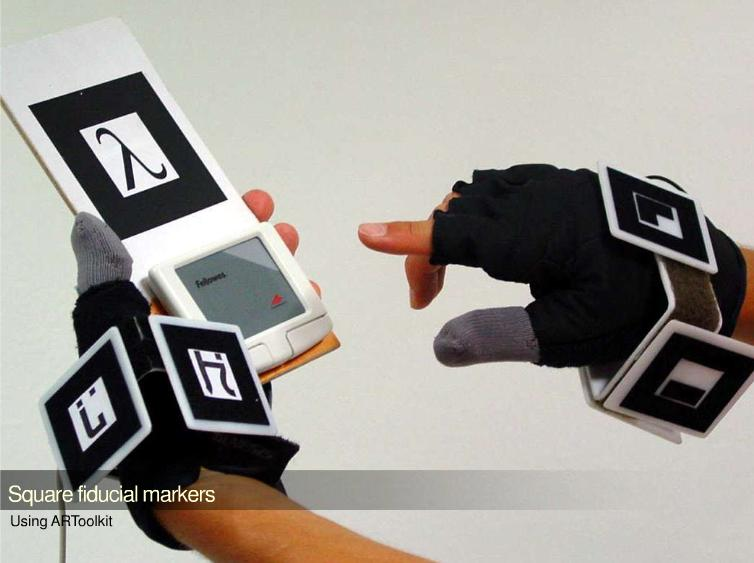 λ
Fellowes
Square fiducial markers
Using ARToolkit